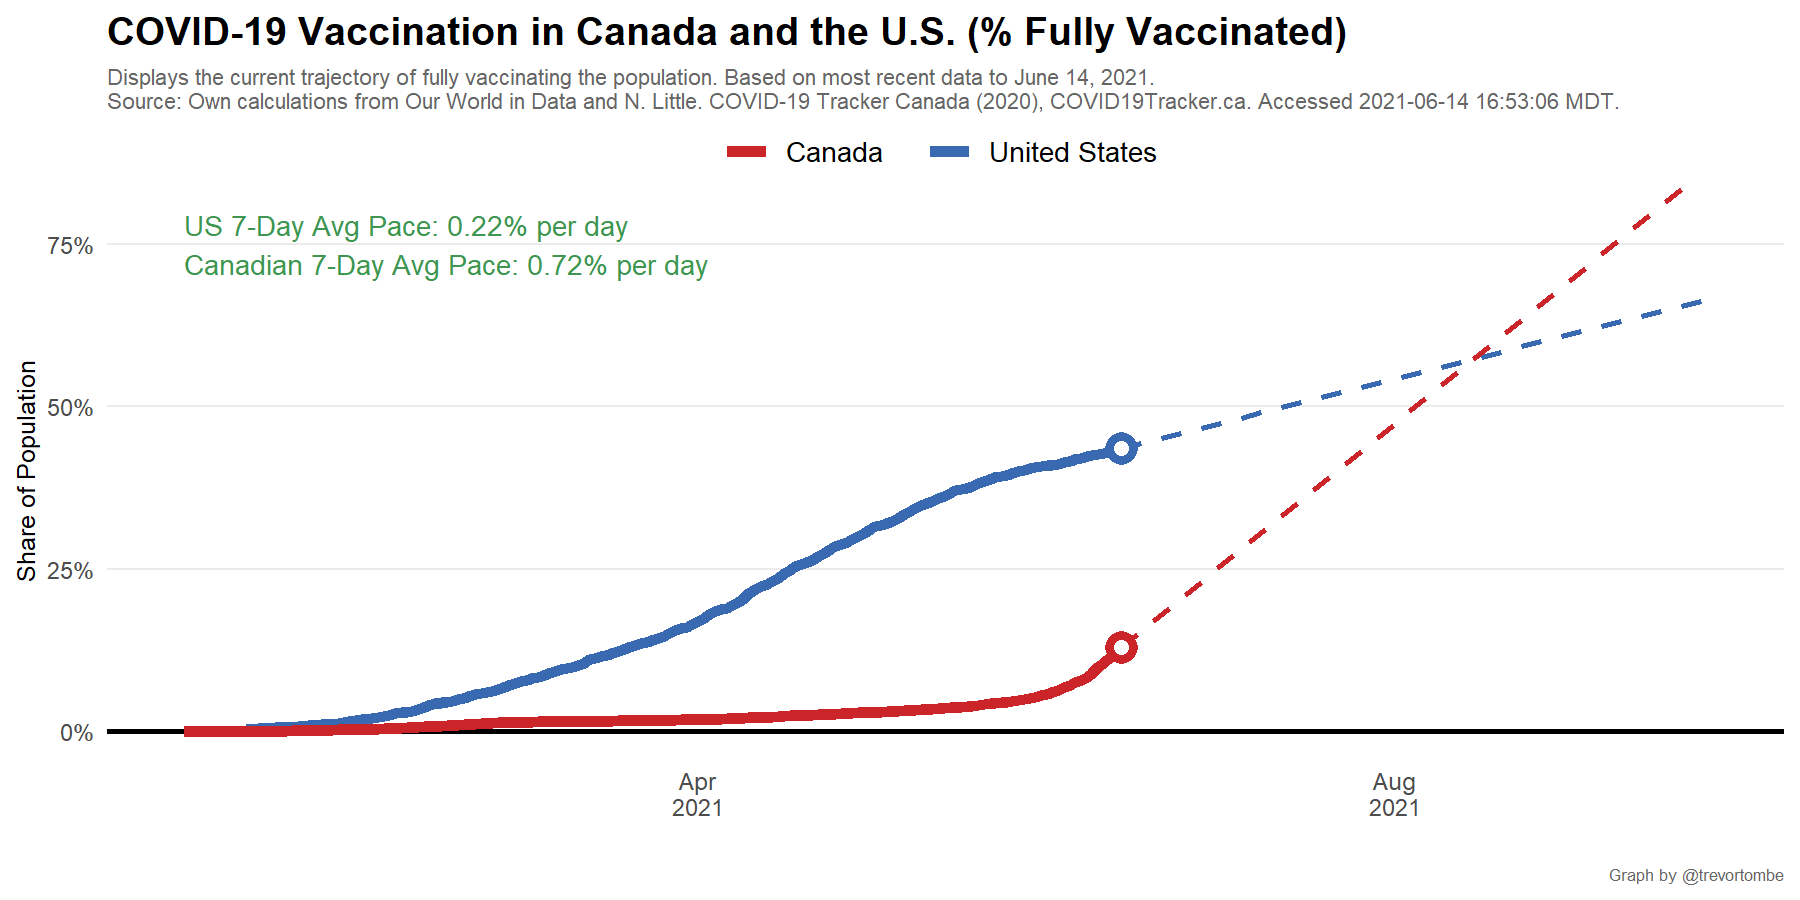 COVID-19 Vaccination in Canada and the U.S. (% Fully Vaccinated)
Displays the current trajectory of fully vaccinating the population. Based on most recent data to June 14, 2021.
Source: Own calculations from Our World in Data and N. Little. COVID-19 Tracker Canada (2020), COVID19Tracker.ca. Accessed 2021-06-14 16:53:06 MDT.
Canada
United States
US 7-Day Avg Pace: 0.22% per day
Canadian 7-Day Avg Pace: 0.72% per day
Share of Population
75%
50%
25%
0%
Apr
2021
Aug
2021
Graph by @trevortombe